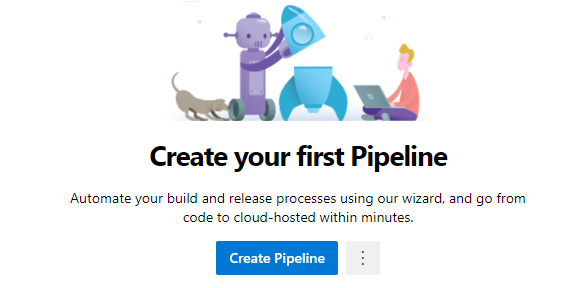 Create your first Pipeline
Automate your build and release processes using our wizard, and go from
code to cloud-hosted within minutes.
Create Pipeline